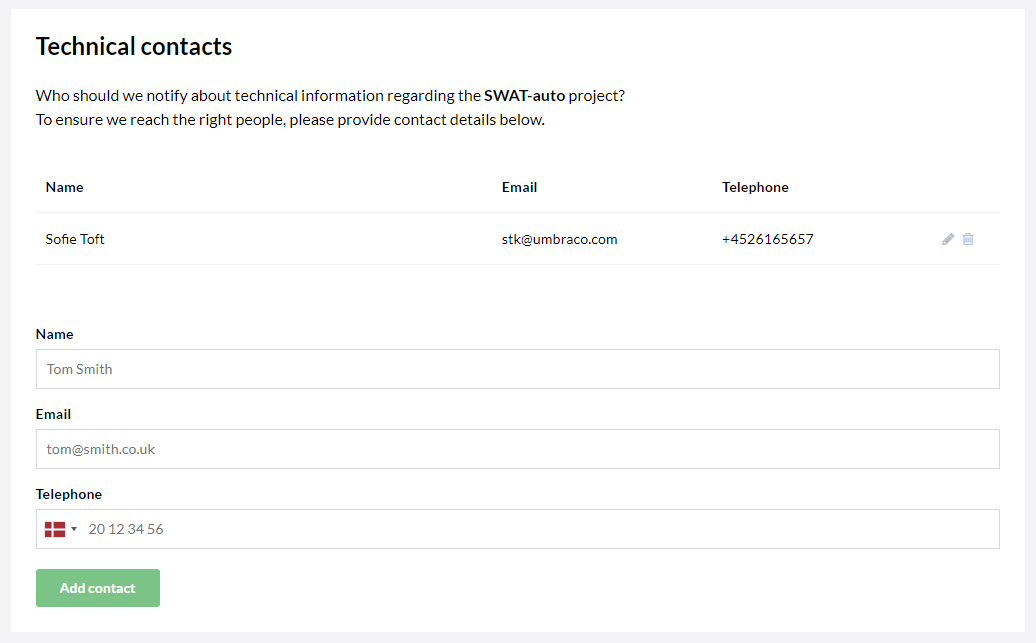 Technical contacts
Who should we notify about technical information regarding the SWAT-auto project?
To ensure we reach the right people, please provide contact details below.
Name Email Telephone
Sofie Toft stk@umbraco.com +4526165657
Name
Tom Smith
Email
tom@smith.co.uk
Telephone
20 12 34 56
Add contact